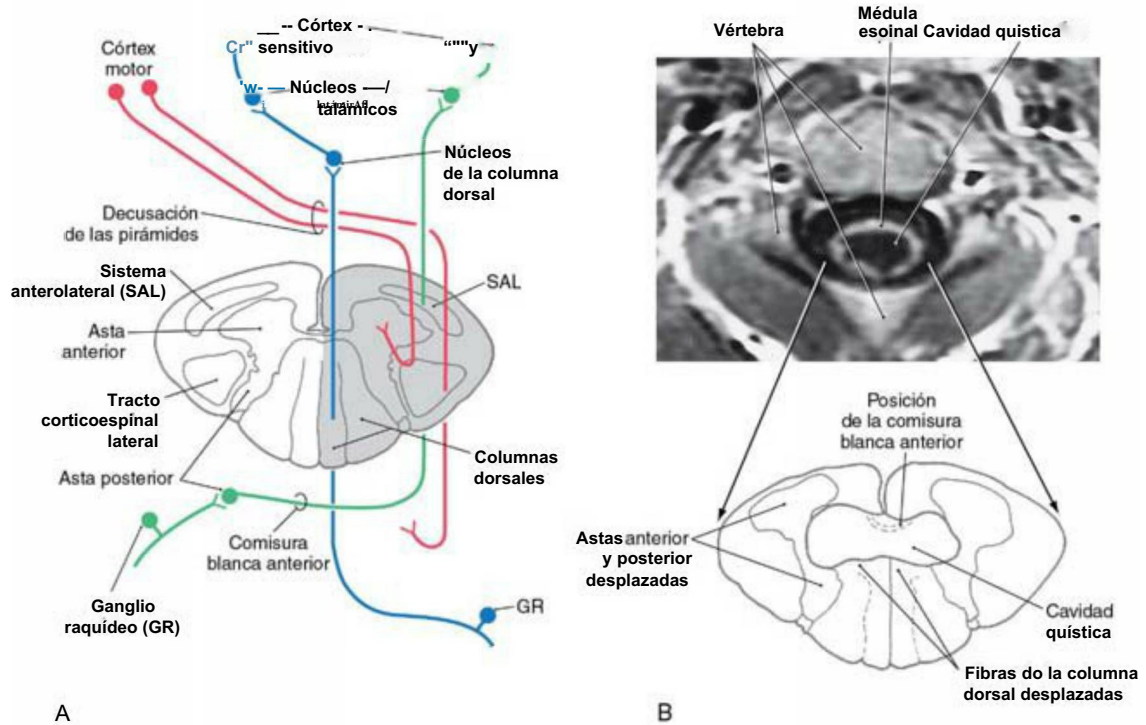 __ -- Córtex - .
Cr" sensitivo “""y
Córtex
motor
'w- — Núcleos -—/
talámicos
Núcleos
de la columna
dorsal
Decusación
de las pirámides
Sistema
anterolateral (SAL)
SAL
Asta
anterior
Tracto
corticoespinal
lateral
Columnas
dorsales
Asta posterior
Comisura
blanca anterior
Ganglio
raquídeo (GR)
GR
A
Vértebra
Médula
esoinal Cavidad quistica
Posición
de la comisura
blanca anterior
Astas anterior
y posterior
desplazadas
Cavidad
quística
Fibras do la columna
dorsal desplazadas
B